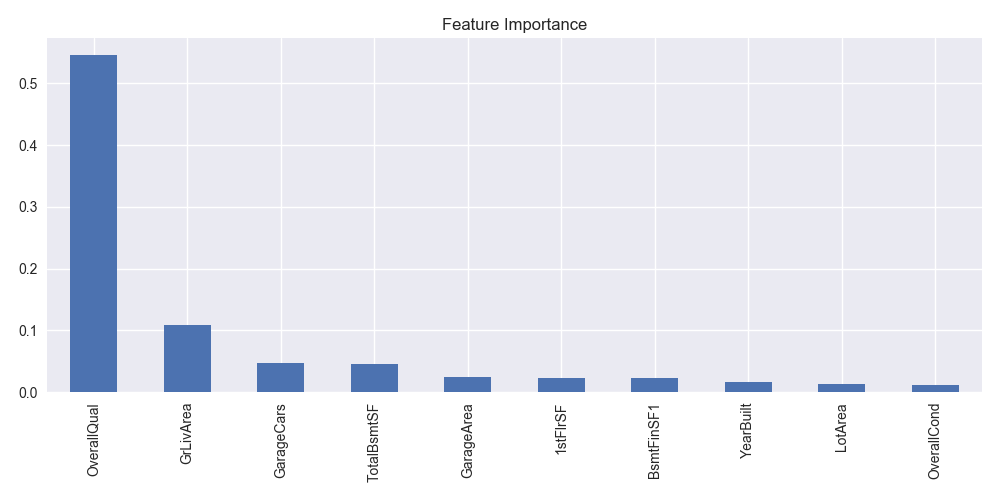 Feature Importance
0.5
0.4
0.3
0.2
0.1
0.0
OverallQual
GrLivArea
GarageCars
TotalBsmtSF
GarageArea
1stFlrSF
BsmtFinSF1
YearBuilt
LotArea
OverallCond